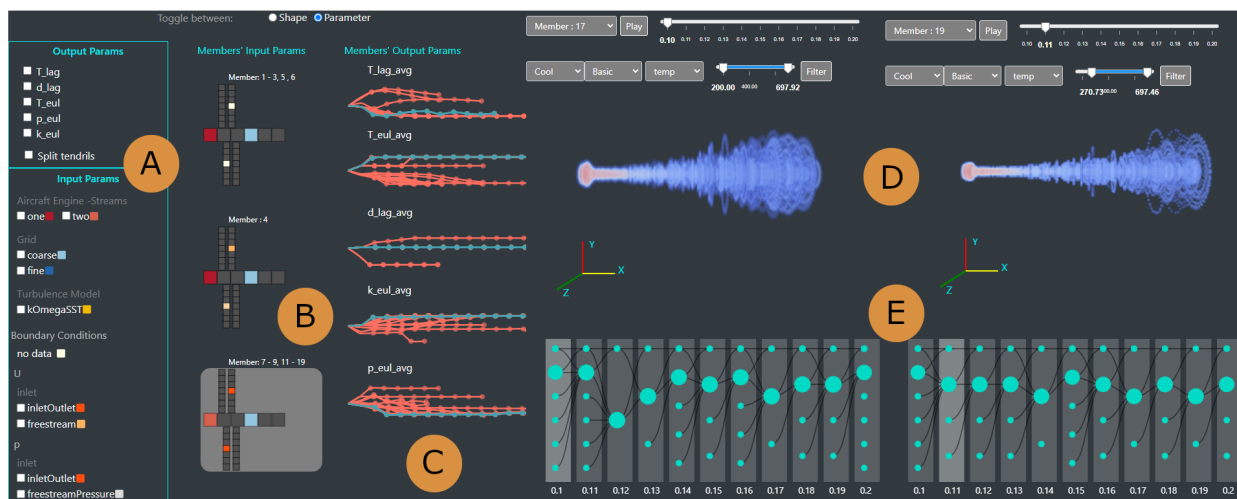 Toggle between:
Shape
Parameter
Output Params
T_lag
d_lag
T_eul
p_eul
k_eul
Split tendrils
A
Input Params
Aircraft Engine -Streams
one
two
Grid
coarse
fine
Turbulence Model
kOmegaSST
Boundary Conditions
no data
U
inlet
inletOutlet
freestream
p
inlet
inletOutlet
freestreamPressure
Members' Input Params
Member: 1 - 3, 5 , 6
Member : 4
B
Member: 7 - 9, 11 - 19
Members' Output Params
T_lag_avg
T_eul_avg
d_lag_avg
k_eul_avg
p_eul_avg
C
Member : 17
Play
0.10 0.11 0.12 0.13 0.14 0.15 0.16 0.17 0.18 0.19 0.20
Cool
Basic
temp
200.00 400.00 697.92
Filter
Member : 19
Play
0.10 0.11 0.12 0.13 0.14 0.15 0.16 0.17 0.18 0.19 0.20
Cool
Basic
temp
270.73 697.46
Filter
D
Y
X
Z
Y
X
Z
E
0.1 0.11 0.12 0.13 0.14 0.15 0.16 0.17 0.18 0.19 0.2
0.1 0.11 0.12 0.13 0.14 0.15 0.16 0.17 0.18 0.19 0.2